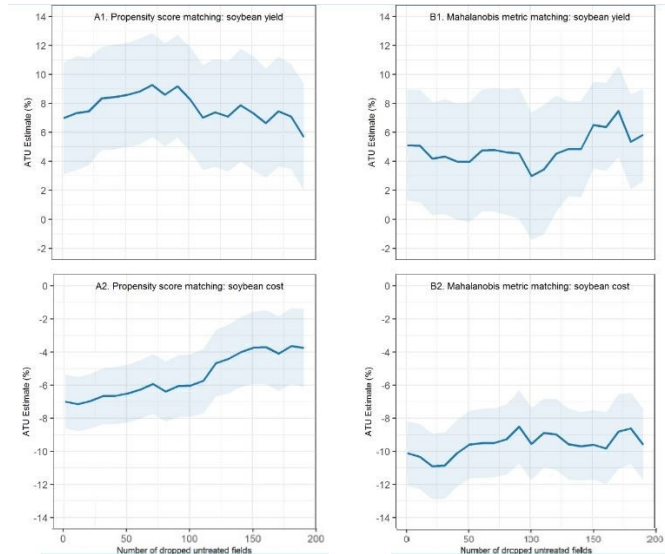 A1. Propensity score matching: soybean yield
ATU Estimate (%)
14
12
10
8
6
4
2
0
-2
B1. Mahalanobis metric matching: soybean yield
ATU Estimate (%)
14
12
10
8
6
4
2
0
-2
A2. Propensity score matching: soybean cost
ATU Estimate (%)
0
-2
-4
-6
-8
-10
-12
-14
0 50 100 150 200
Number of dropped untreated fields
B2. Mahalanobis metric matching: soybean cost
ATU Estimate (%)
0
-2
-4
-6
-8
-10
-12
-14
0 50 100 150 200
Number of dropped untreated fields